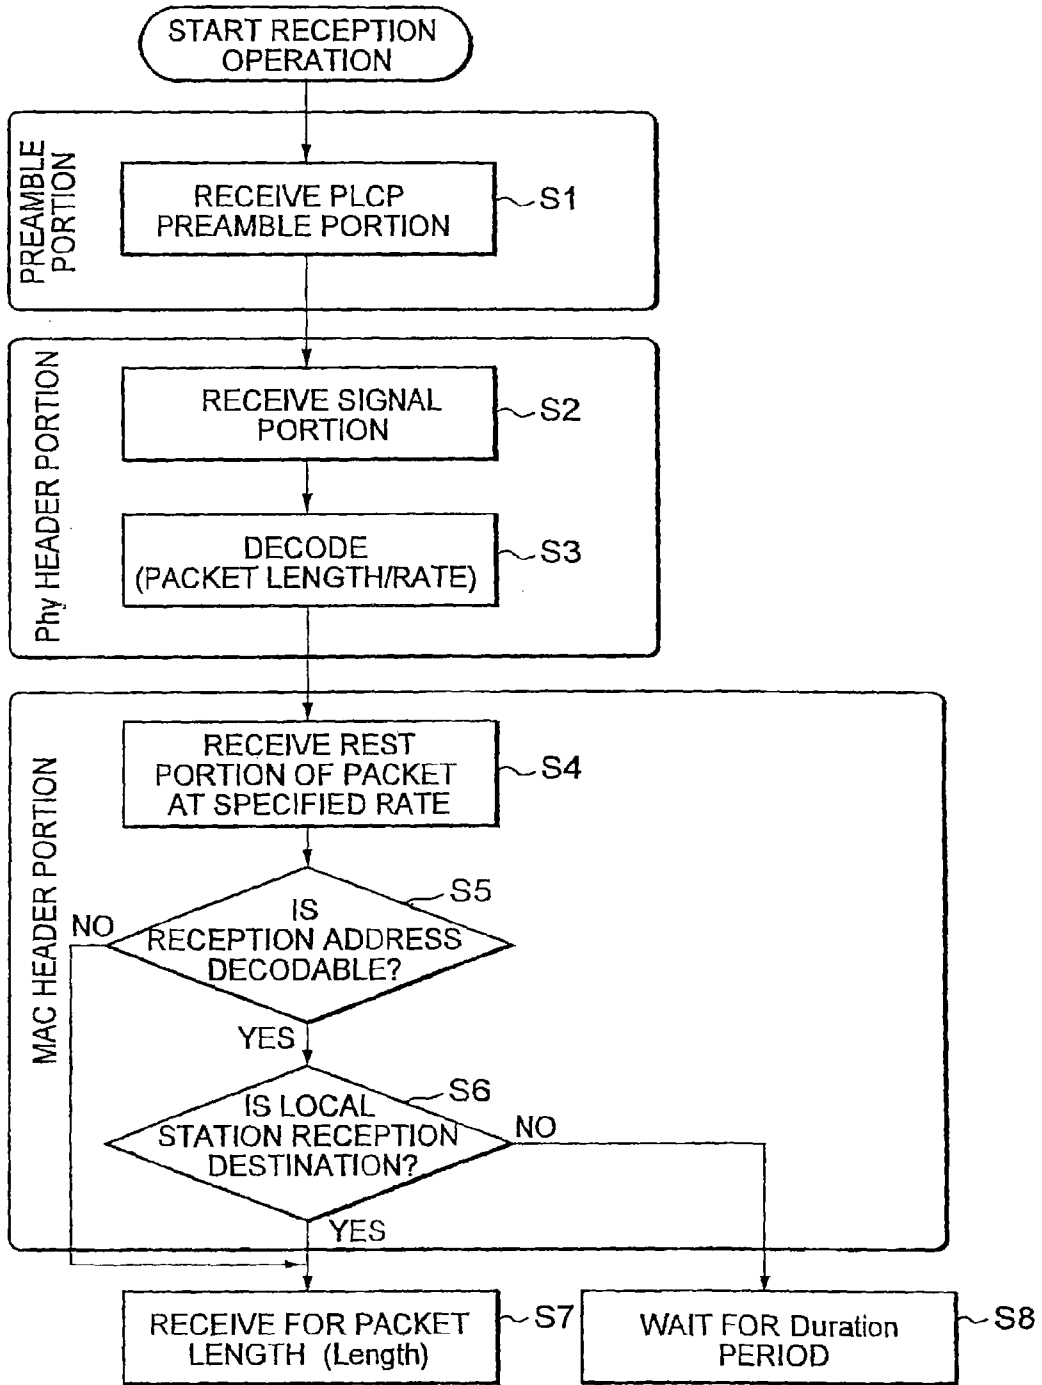 START RECEPTION
OPERATION
PREAMBLE
PORTION
RECEIVE PLCP
PREAMBLE PORTION
S1
Phy HEADER PORTION
RECEIVE SIGNAL
PORTION
S2
DECODE
(PACKET LENGTH/RATE)
S3
MAC HEADER PORTION
RECEIVE REST
PORTION OF PACKET
AT SPECIFIED RATE
S4
S5
NO
IS
RECEPTION ADDRESS
DECODABLE?
YES
S6
IS LOCAL
STATION RECEPTION
DESTINATION?
NO
YES
RECEIVE FOR PACKET
LENGTH (Length)
S7
WAIT FOR Duration
PERIOD
S8